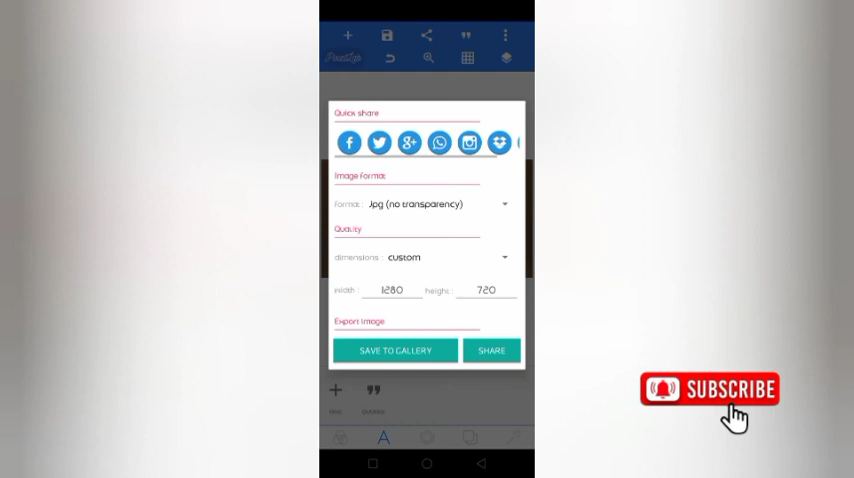 PixelLab
Quick share
Image format
format : Jpg (no transparency)
Quality
dimensions : custom
Width : 1280 height : 720
Export image
SAVE TO GALLERY SHARE
SUBSCRIBE